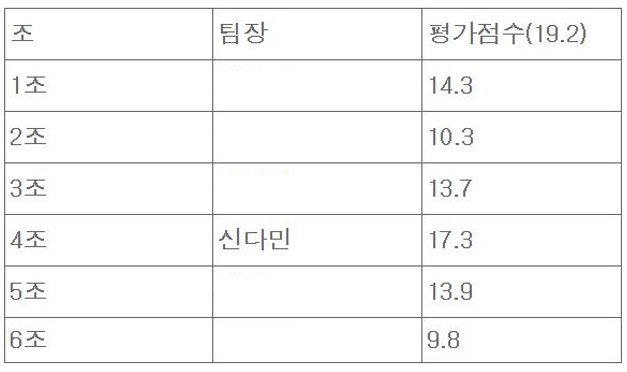 조 팀장 평가점수(19.2)
1조 14.3
2조 10.3
3조 13.7
4조 신다민 17.3
5조 13.9
6조 9.8